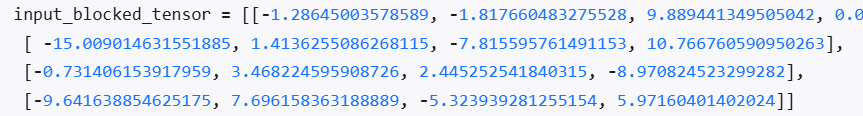 input_blocked_tensor = [[-1.28645003578589, -1.817660483275528, 9.889441349505042, 0.0
[ -15.009014631551885, 1.4136255086268115, -7.815595761491153, 10.766760590950263],
[-0.731406153917959, 3.468224595908726, 2.445252541840315, -8.970824523299282],
[-9.641638854625175, 7.696158363188889, -5.323939281255154, 5.97160401402024]]